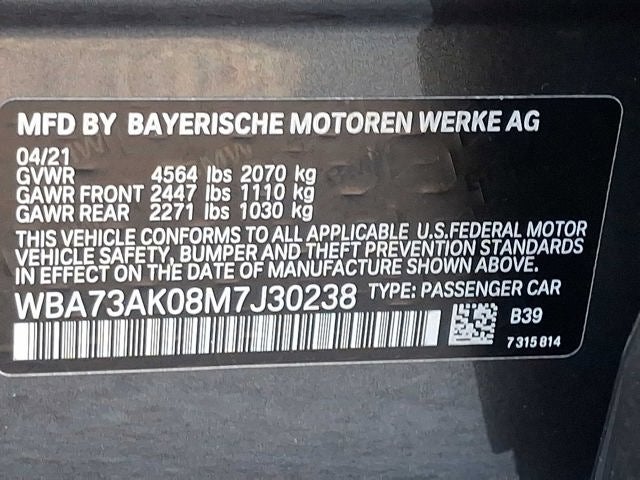 MFD BY BAYERISCHE MOTOREN WERKE AG
04/21
GVWR 4564 lbs 2070 kg
GAWR FRONT 2447 lbs 1110 kg
GAWR REAR 2271 lbs 1030 kg
THIS VEHICLE CONFORMS TO ALL APPLICABLE U.S.FEDERAL MOTOR
VEHICLE SAFETY, BUMPER AND THEFT PREVENTION STANDARDS
IN EFFECT ON THE DATE OF MANUFACTURE SHOWN ABOVE.
WBA73AK08M7J30238 TYPE: PASSENGER CAR
B39
7 315 814